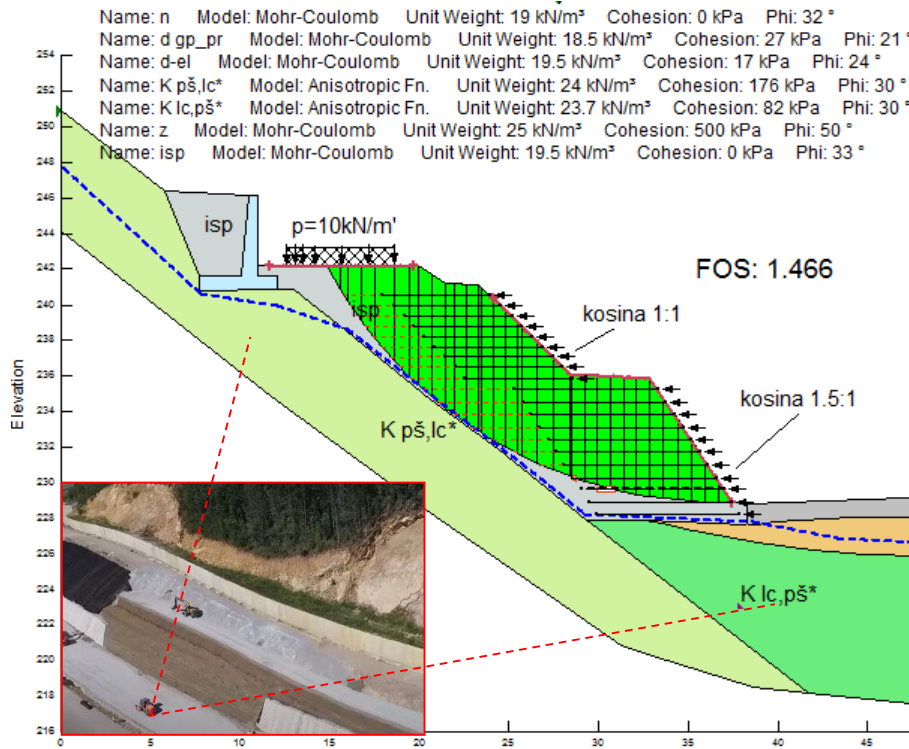 Name: n Model: Mohr-Coulomb Unit Weight: 19 kN/m³ Cohesion: 0 kPa Phi: 32 °
Name: d gp_pr Model: Mohr-Coulomb Unit Weight: 18.5 kN/m³ Cohesion: 27 kPa Phi: 21 °
Name: d-el Model: Mohr-Coulomb Unit Weight: 19.5 kN/m³ Cohesion: 17 kPa Phi: 24 °
Name: K pš,lc* Model: Anisotropic Fn. Unit Weight: 24 kN/m³ Cohesion: 176 kPa Phi: 30 °
Name: K lc,pš* Model: Anisotropic Fn. Unit Weight: 23.7 kN/m³ Cohesion: 82 kPa Phi: 30 °
Name: z Model: Mohr-Coulomb Unit Weight: 25 kN/m³ Cohesion: 500 kPa Phi: 50 °
Name: isp Model: Mohr-Coulomb Unit Weight: 19.5 kN/m³ Cohesion: 0 kPa Phi: 33 °
254
252
250
248
246
244
242
240
238
236
234
232
230
228
226
224
222
220
218
216
Elevation
isp
p=10kN/m'
FOS: 1.466
isp
kosina 1:1
kosina 1.5:1
K pš,lc*
K lc,pš*
0 5 10 15 20 25 30 35 40 45